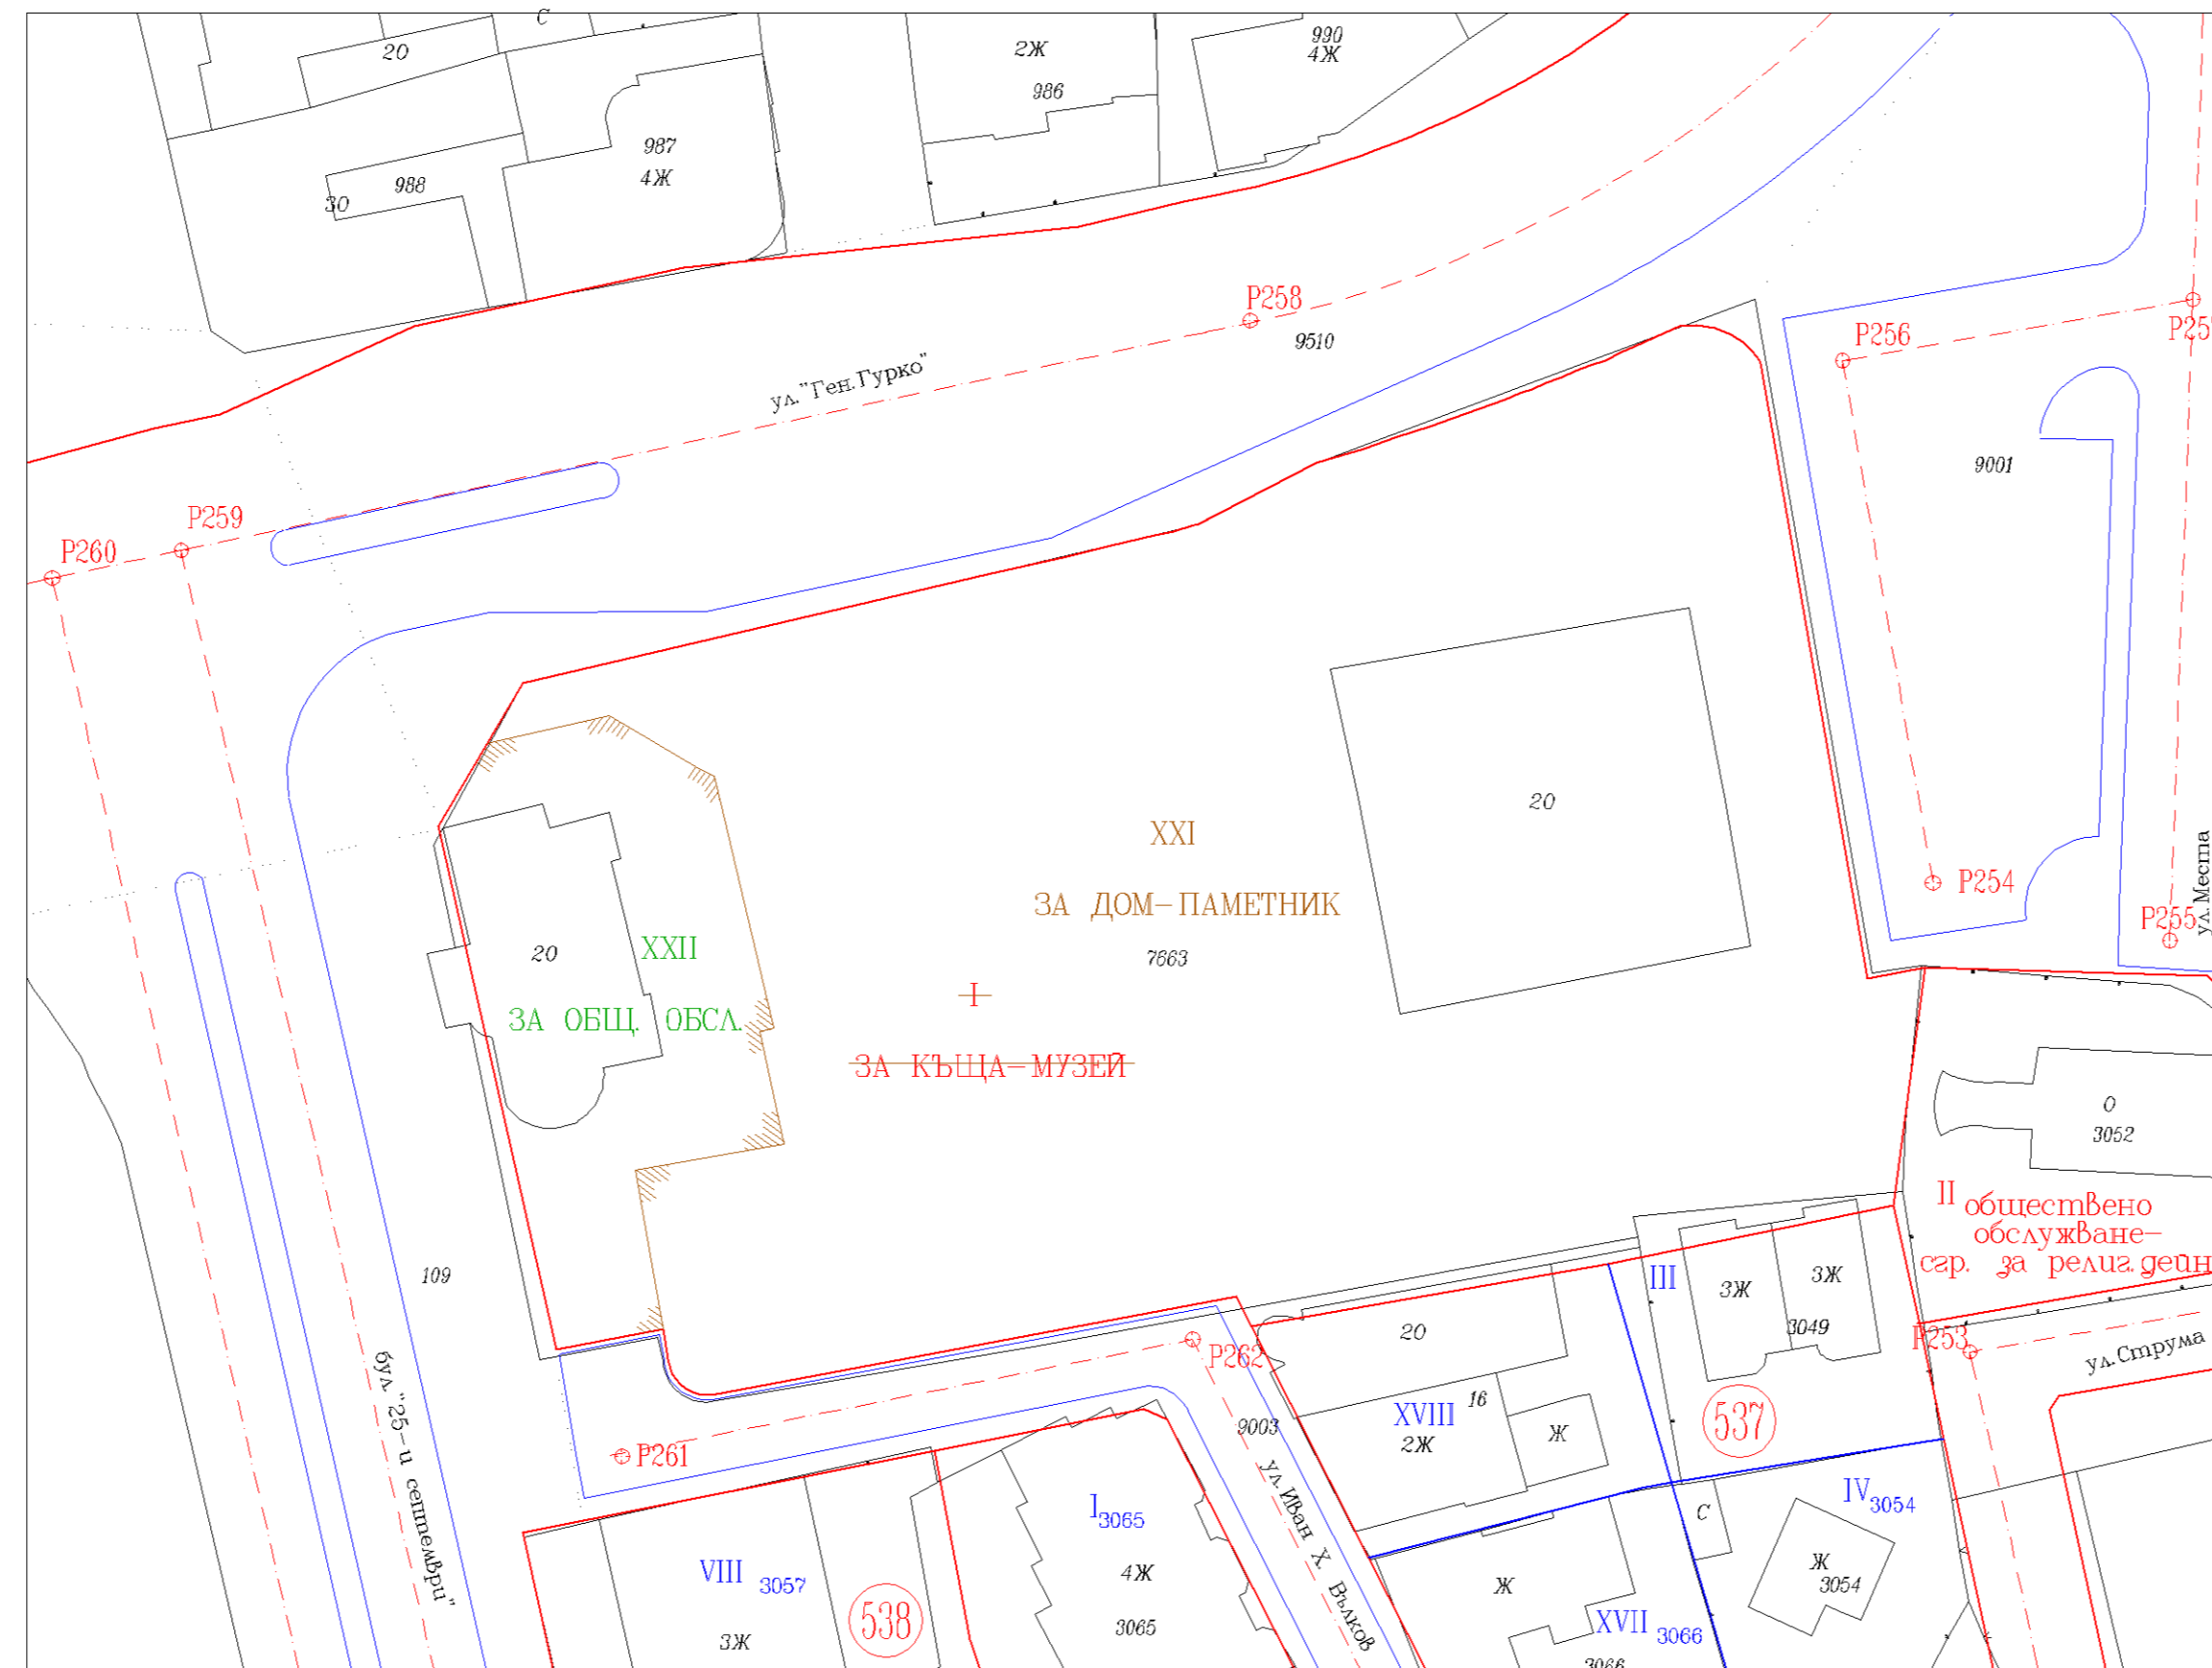 С
20
2Ж
986
990
4Ж
987
4Ж
988
30
P258
9510
P256
P25
ул. "Ген.Гурко"
9001
P259
P260
20
XXI
ЗА ДОМ-ПАМЕТНИК
7663
P254
P255
ул.Места
20
XXII
ЗА ОБЩ. ОБСЛ.
I
ЗА КЪЩА-МУЗЕЙ
О
3052
II
обществено
обслужване-
сгр. за религ.дейн
109
III
3Ж
3Ж
3049
20
P262
P253
ул.Струма
бул. "25-и септември"
16
XVIII
2Ж
Ж
537
9003
ул.Иван Х. Вълков
P261
IV 3054
С
I 3065
4Ж
3065
VIII 3057
3Ж
538
Ж
Ж
3054
XVII 3066
3066